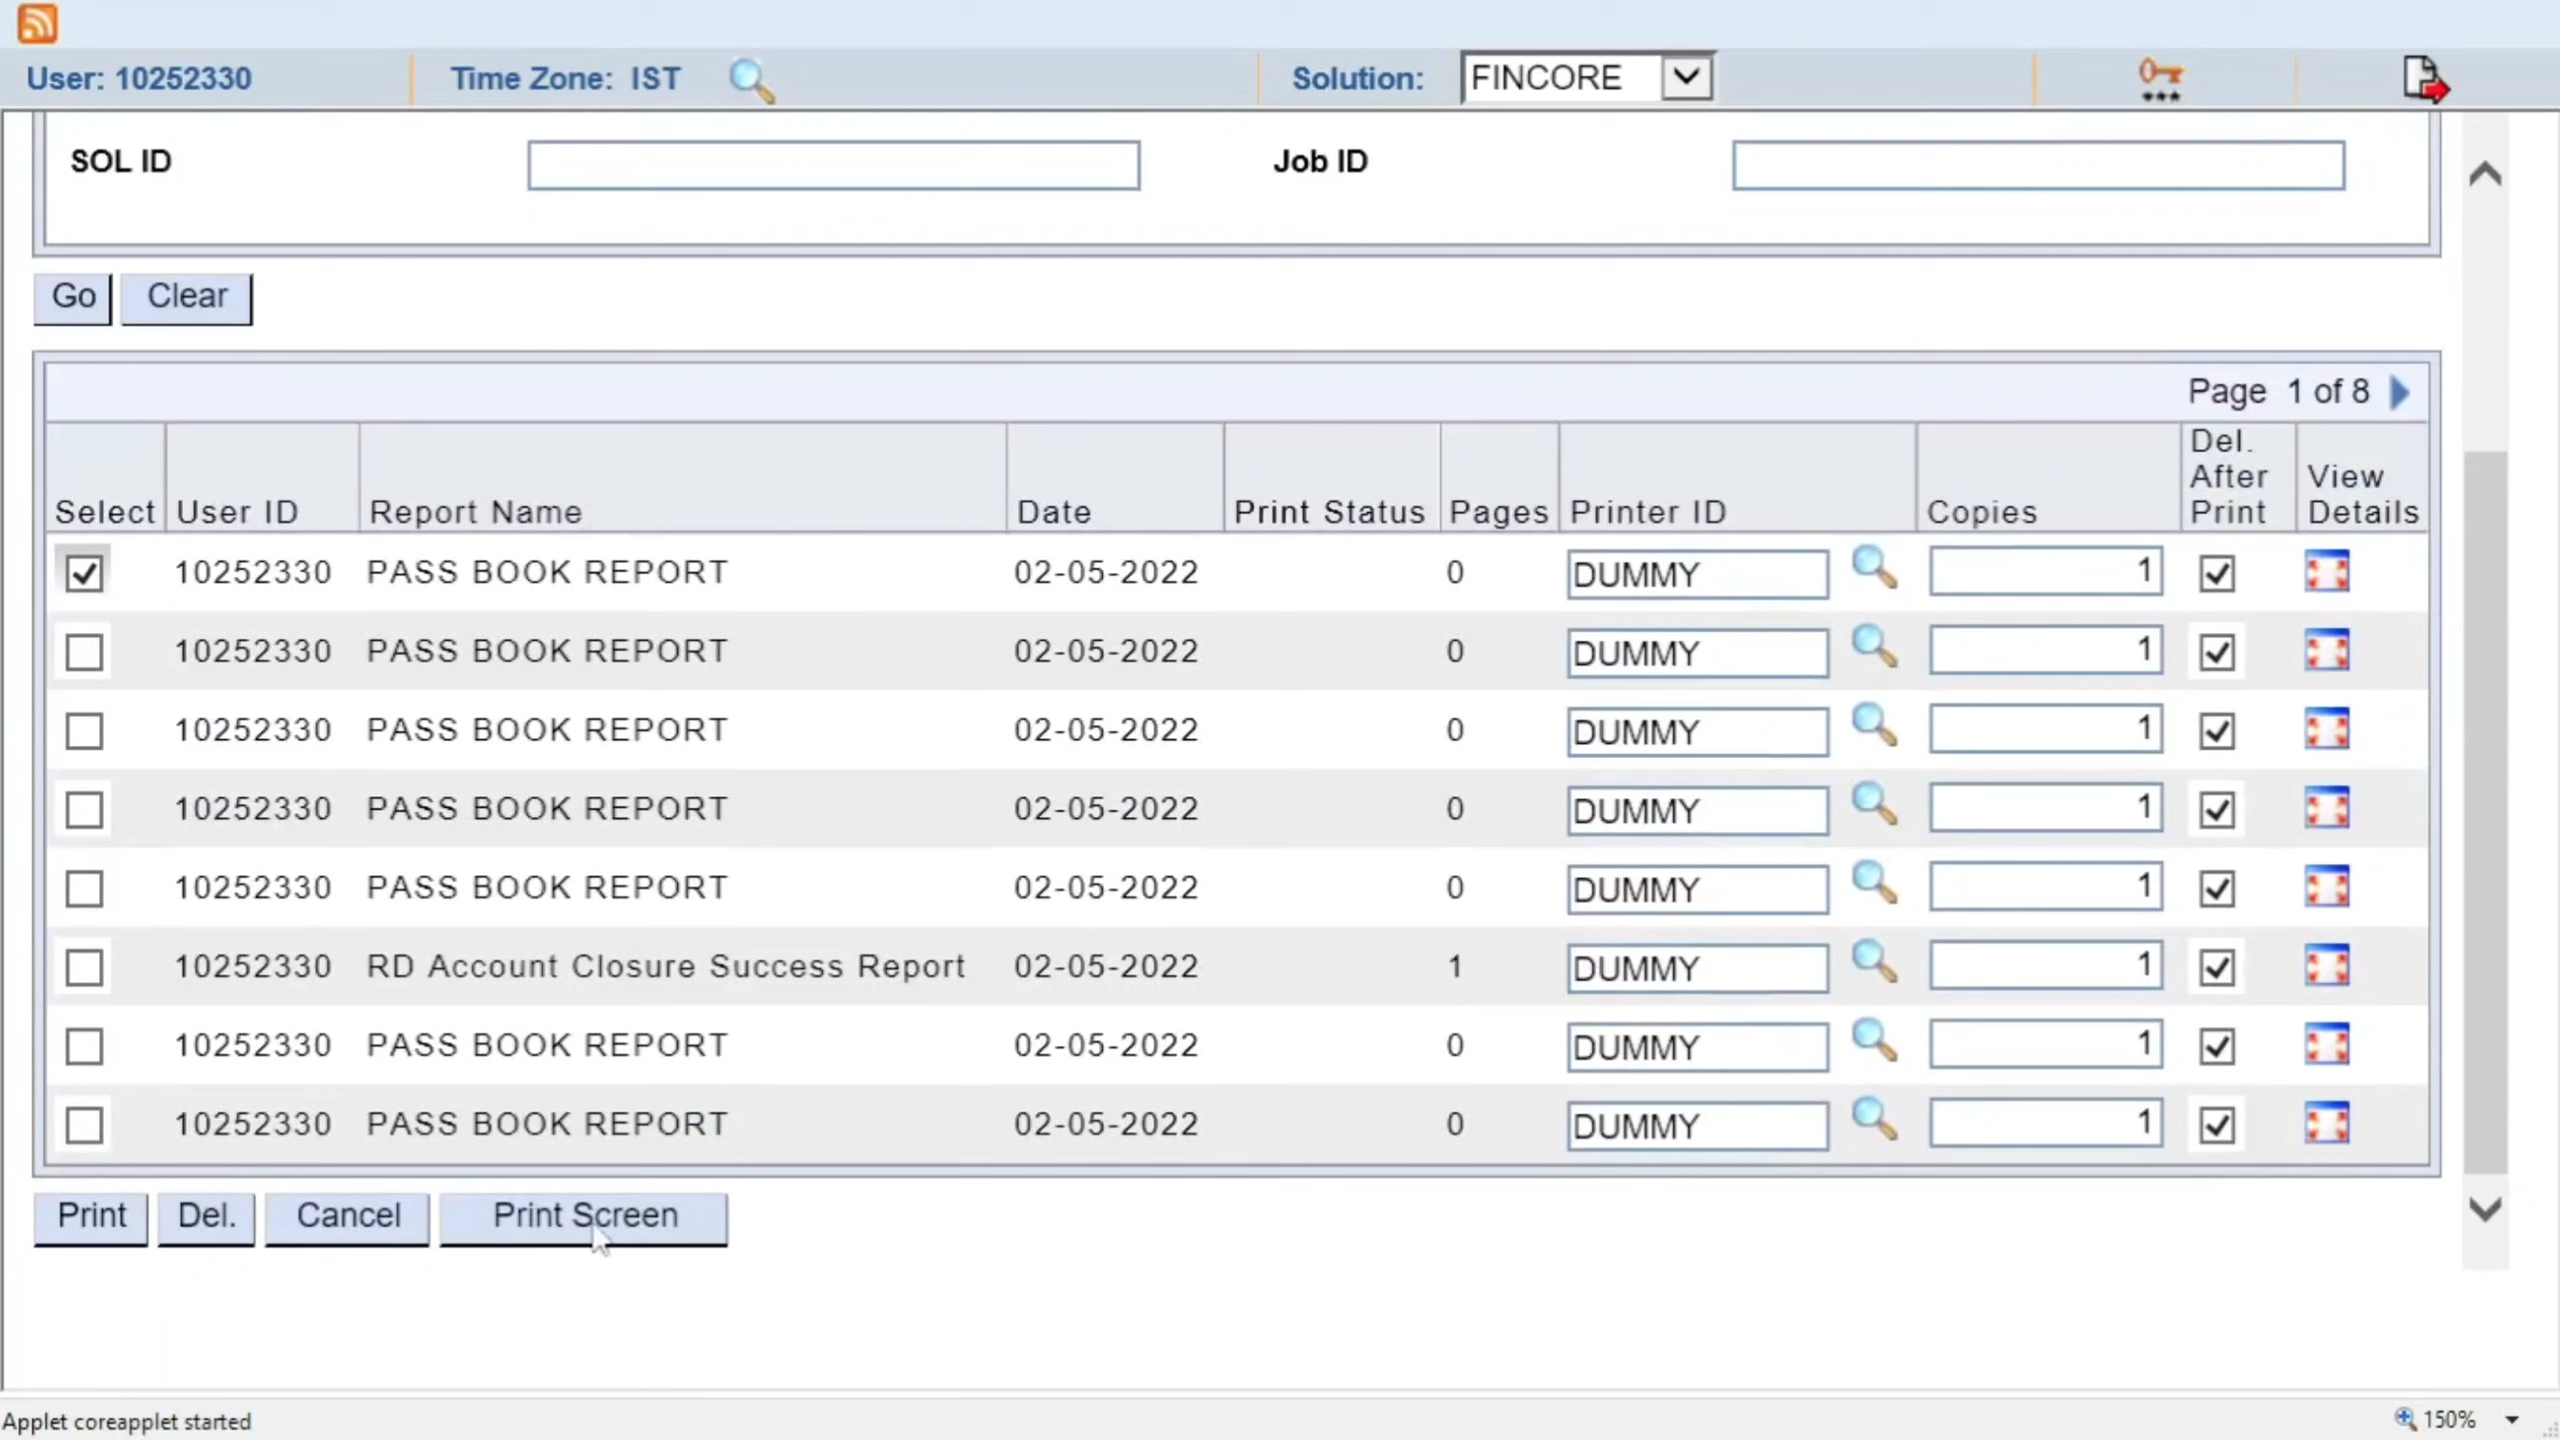 User: 10252330 Time Zone: IST Solution: FINCORE
SOL ID Job ID
Go Clear
Page 1 of 8
Select User ID Report Name Date Print Status Pages Printer ID Copies Del. After Print View Details
10252330 PASS BOOK REPORT 02-05-2022 0 DUMMY 1
10252330 PASS BOOK REPORT 02-05-2022 0 DUMMY 1
10252330 PASS BOOK REPORT 02-05-2022 0 DUMMY 1
10252330 PASS BOOK REPORT 02-05-2022 0 DUMMY 1
10252330 PASS BOOK REPORT 02-05-2022 0 DUMMY 1
10252330 RD Account Closure Success Report 02-05-2022 1 DUMMY 1
10252330 PASS BOOK REPORT 02-05-2022 0 DUMMY 1
10252330 PASS BOOK REPORT 02-05-2022 0 DUMMY 1
Print Del. Cancel Print Screen
Applet coreapplet started 150%